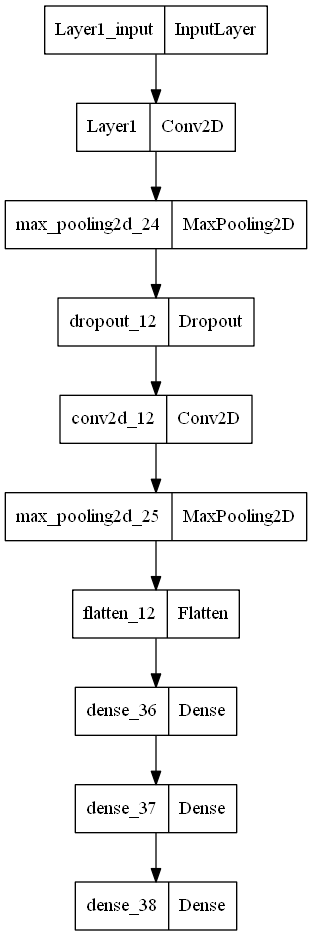 Layer1_input InputLayer
Layer1 Conv2D
max_pooling2d_24 MaxPooling2D
dropout_12 Dropout
conv2d_12 Conv2D
max_pooling2d_25 MaxPooling2D
flatten_12 Flatten
dense_36 Dense
dense_37 Dense
dense_38 Dense